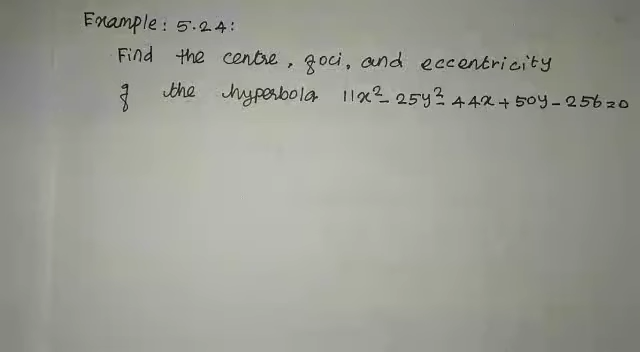 Example: 5.24:
Find the centre, foci, and eccentricity
of the hyperbola 11x²-25y²-44x+50y-256=0